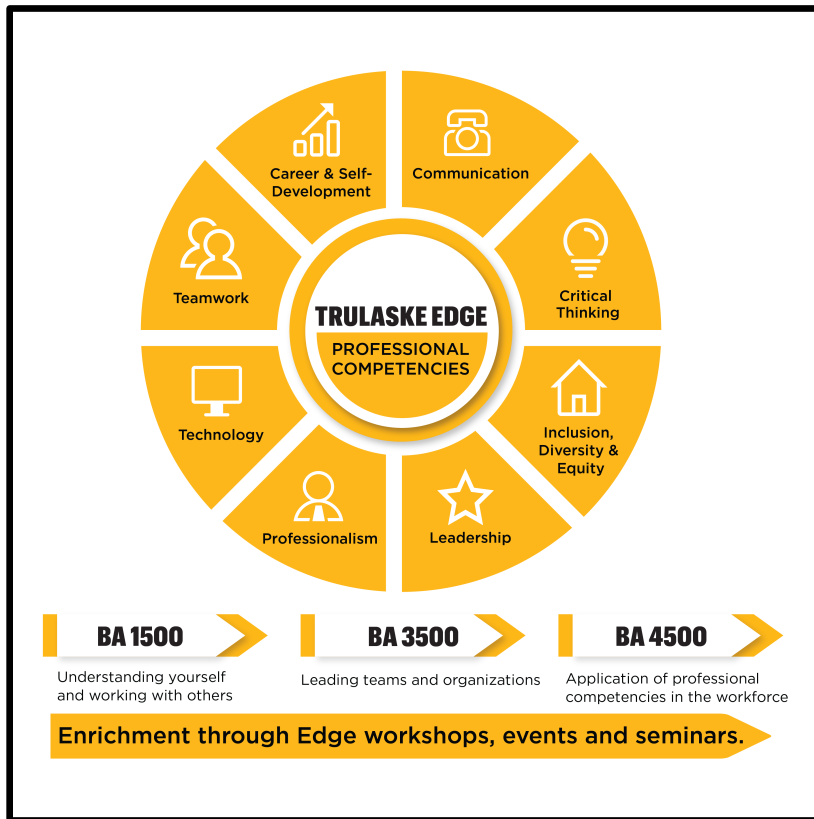 Career & Self-
Development
Communication
Critical
Thinking
Inclusion,
Diversity &
Equity
Leadership
Professionalism
Technology
Teamwork
TRULASKE EDGE
PROFESSIONAL
COMPETENCIES
BA 1500
Understanding yourself
and working with others
BA 3500
Leading teams and organizations
BA 4500
Application of professional
competencies in the workforce
Enrichment through Edge workshops, events and seminars.